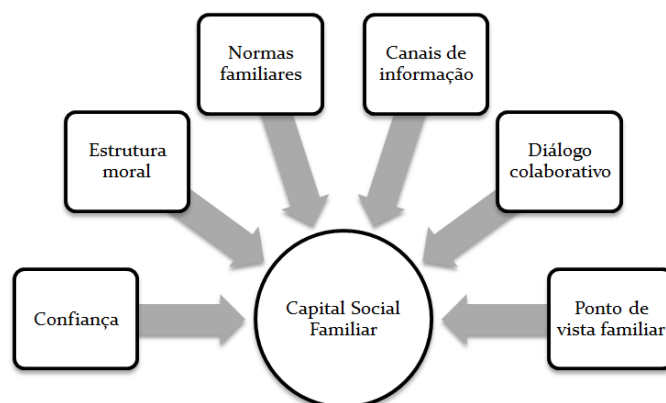 Normas
familiares
Canais de
informação
Estrutura
moral
Diálogo
colaborativo
Confiança
Capital Social
Familiar
Ponto de
vista familiar